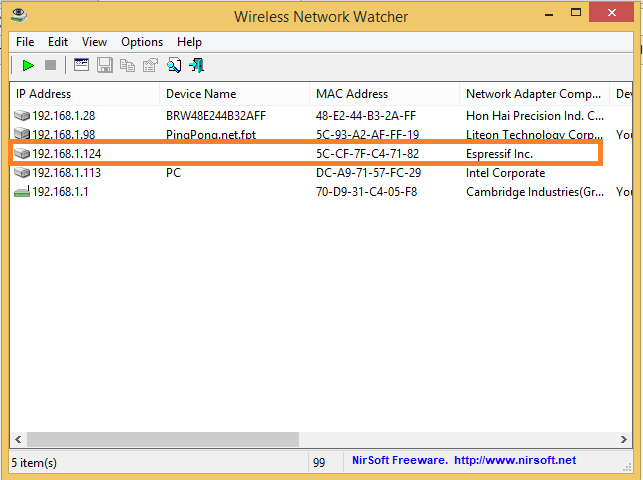 Wireless Network Watcher
File Edit View Options Help
IP Address Device Name MAC Address Network Adapter Comp... Dev
192.168.1.28 BRW48E244B32AFF 48-E2-44-B3-2A-FF Hon Hai Precision Ind. C...
192.168.1.98 PingPong.net.fpt 5C-93-A2-AF-FF-19 Liteon Technology Corp... You
192.168.1.124 5C-CF-7F-C4-71-82 Espressif Inc.
192.168.1.113 PC DC-A9-71-57-FC-29 Intel Corporate
192.168.1.1 70-D9-31-C4-05-F8 Cambridge Industries(Gr... You
5 item(s) 99 NirSoft Freeware. http://www.nirsoft.net